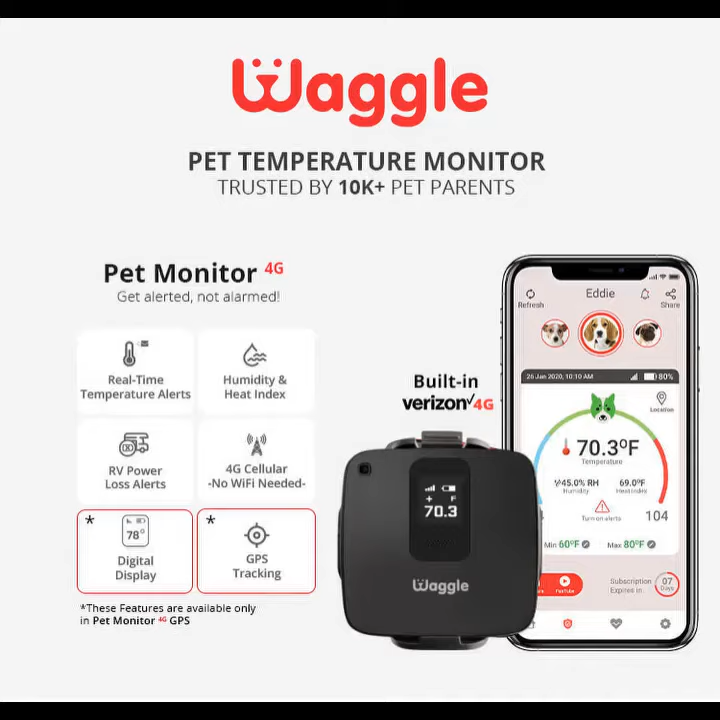 Waggle
PET TEMPERATURE MONITOR
TRUSTED BY 10K+ PET PARENTS
Pet Monitor 4G
Get alerted, not alarmed!
Real-Time
Temperature Alerts
Humidity &
Heat Index
RV Power
Loss Alerts
4G Cellular
-No WiFi Needed-
*
78°
Digital
Display
*
GPS
Tracking
*These Features are available only
in Pet Monitor 4G GPS
Built-in
verizon✓4G
+ F
70.3
Waggle
Refresh
Eddie
Share
26 Jan 2020, 10:10 AM
80%
Location
70.3°F
Temperature
45.0% RH
Humidity
69.0°F
Heat Index
Turn on alerts
104
Min 60°F
Max 80°F
YouTube
Subscription
Expires in
07
Days